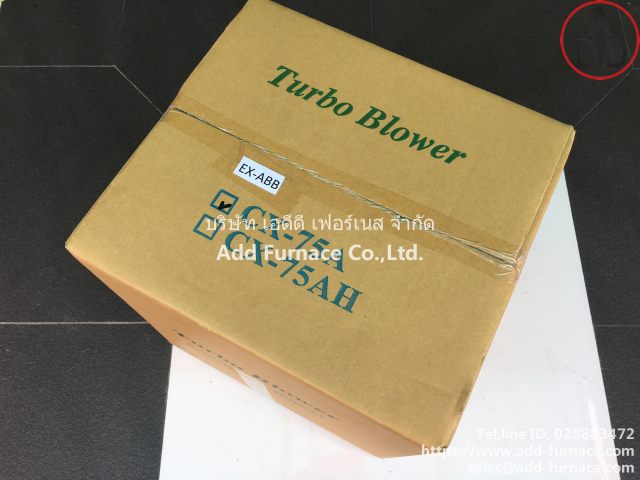 Turbo Blower
EX-ABB
CX-75A
CX-75AH
บริษัท เอดีดี เฟอร์เนส จำกัด
Add-Furnace Co.,Ltd.
Turbo Blower
Tel,line ID: 028883472
https://www.add-furnace.com
sales@add-furnace.com